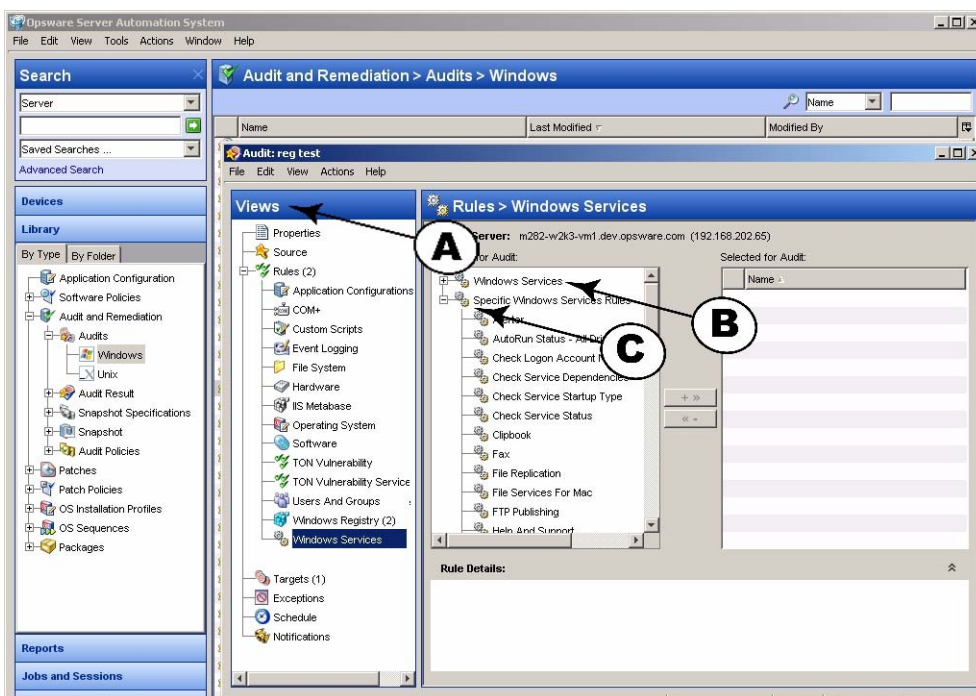 Opsware Server Automation System
File Edit View Tools Actions Window Help
Search
Server
Saved Searches ...
Advanced Search
Devices
Library
By Type By Folder
Application Configuration
Software Policies
Audit and Remediation
Audits
Windows
Unix
Audit Result
Snapshot Specifications
Snapshot
Audit Policies
Patches
Patch Policies
OS Installation Profiles
OS Sequences
Packages
Reports
Jobs and Sessions
Audit and Remediation > Audits > Windows
Name
Name Last Modified Modified By
Audit: reg test
File Edit View Actions Help
Views
Properties
Source
Rules (2)
Application Configurations
COM+
Custom Scripts
Event Logging
File System
Hardware
IIS Metabase
Operating System
Software
TON Vulnerability
TON Vulnerability Service
Users And Groups
Windows Registry (2)
Windows Services
Targets (1)
Exceptions
Schedule
Notifications
Rules > Windows Services
Server: m282-w2k3-vm1.dev.opsware.com (192.168.202.65)
for Audit:
Windows Services
Specific Windows Services Rules
AutoRun Status - All
Check Logon Account
Check Service Dependencies
Check Service Startup Type
Check Service Status
Clipbook
Fax
File Replication
File Services For Mac
FTP Publishing
Help And Support
+ »
« -
Selected for Audit:
Name
Rule Details:
A
B
C